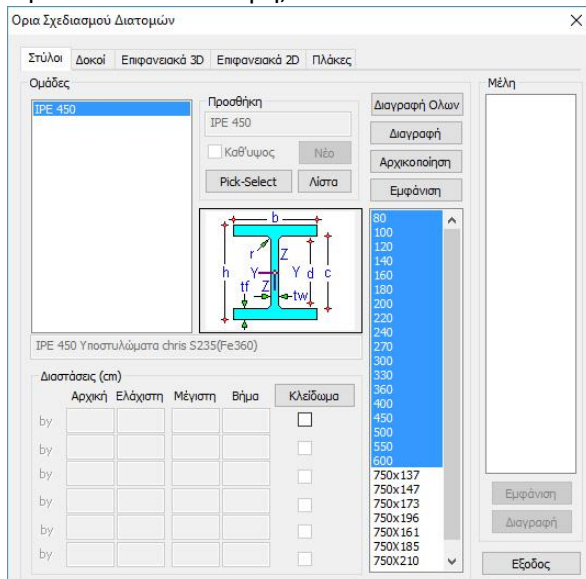 Ορια Σχεδιασμού Διατομών
Στύλοι Δοκοί Επιφανειακά 3D Επιφανειακά 2D Πλάκες
Ομάδες
IPE 450
Προσθήκη
IPE 450
Καθ'υψος Νέο
Pick-Select Λίστα
Διαγραφή Ολων
Διαγραφή
Αρχικοποίηση
Εμφάνιση
b
r Z
h Y Y d c
tf Z tw
80
100
120
140
160
180
200
220
240
270
300
330
360
400
450
500
550
600
750x137
750x147
750x173
750x196
750X161
750X185
750X210
IPE 450 Υποστυλώματα chris S235(Fe360)
Διαστάσεις (cm)
Αρχική Ελάχιστη Μέγιστη Βήμα Κλείδωμα
by
by
by
by
by
by
Μέλη
Εμφάνιση
Διαγραφή
Εξοδος